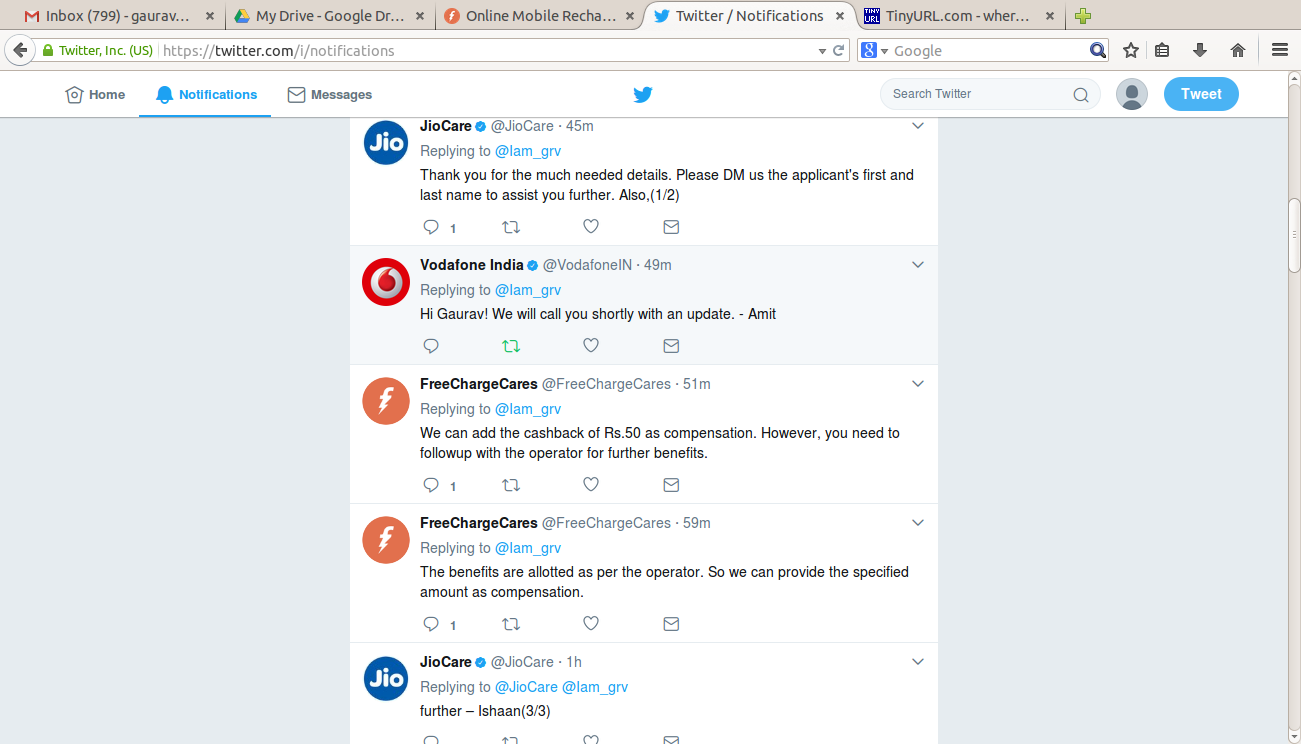 Inbox (799) - gaurav... My Drive - Google Dr... Online Mobile Recha... Twitter / Notifications TinyURL.com - wher...
Twitter, Inc. (US) https://twitter.com/i/notifications Google
Home Notifications Messages Search Twitter Tweet
JioCare @JioCare · 45m
Replying to @Iam_grv
Thank you for the much needed details. Please DM us the applicant's first and
last name to assist you further. Also,(1/2)
1
Vodafone India @VodafoneIN · 49m
Replying to @Iam_grv
Hi Gaurav! We will call you shortly with an update. - Amit
FreeChargeCares @FreeChargeCares · 51m
Replying to @Iam_grv
We can add the cashback of Rs.50 as compensation. However, you need to
followup with the operator for further benefits.
1
FreeChargeCares @FreeChargeCares · 59m
Replying to @Iam_grv
The benefits are allotted as per the operator. So we can provide the specified
amount as compensation.
1
JioCare @JioCare · 1h
Replying to @JioCare @Iam_grv
further – Ishaan(3/3)